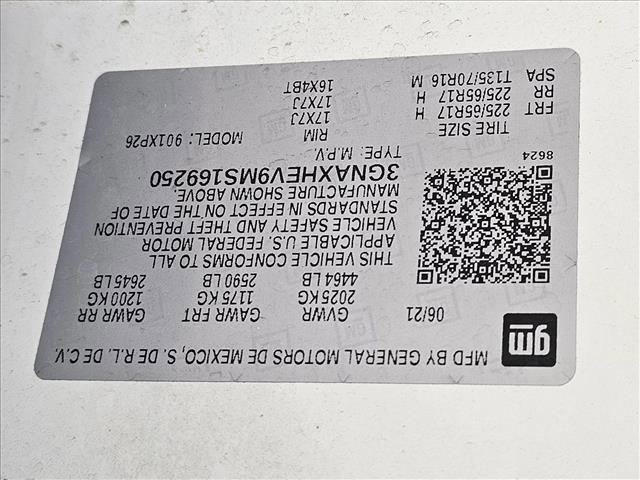 gm
MFD BY GENERAL MOTORS DE MEXICO, S. DE R.L. DE C.V.
06/21 GVWR GAWR FRT GAWR RR
2025 KG 1175 KG 1200 KG
4464 LB 2590 LB 2645 LB
THIS VEHICLE CONFORMS TO ALL
APPLICABLE U.S. FEDERAL MOTOR
VEHICLE SAFETY AND THEFT PREVENTION
STANDARDS IN EFFECT ON THE DATE OF
MANUFACTURE SHOWN ABOVE.
3GNAXHEV9MS169250
8624 TYPE: M.P.V. MODEL: 901XP26
TIRE SIZE RIM
FRT 225/65R17 H 17X7J
RR 225/65R17 H 17X7J
SPA T135/70R16 M 16X4BT